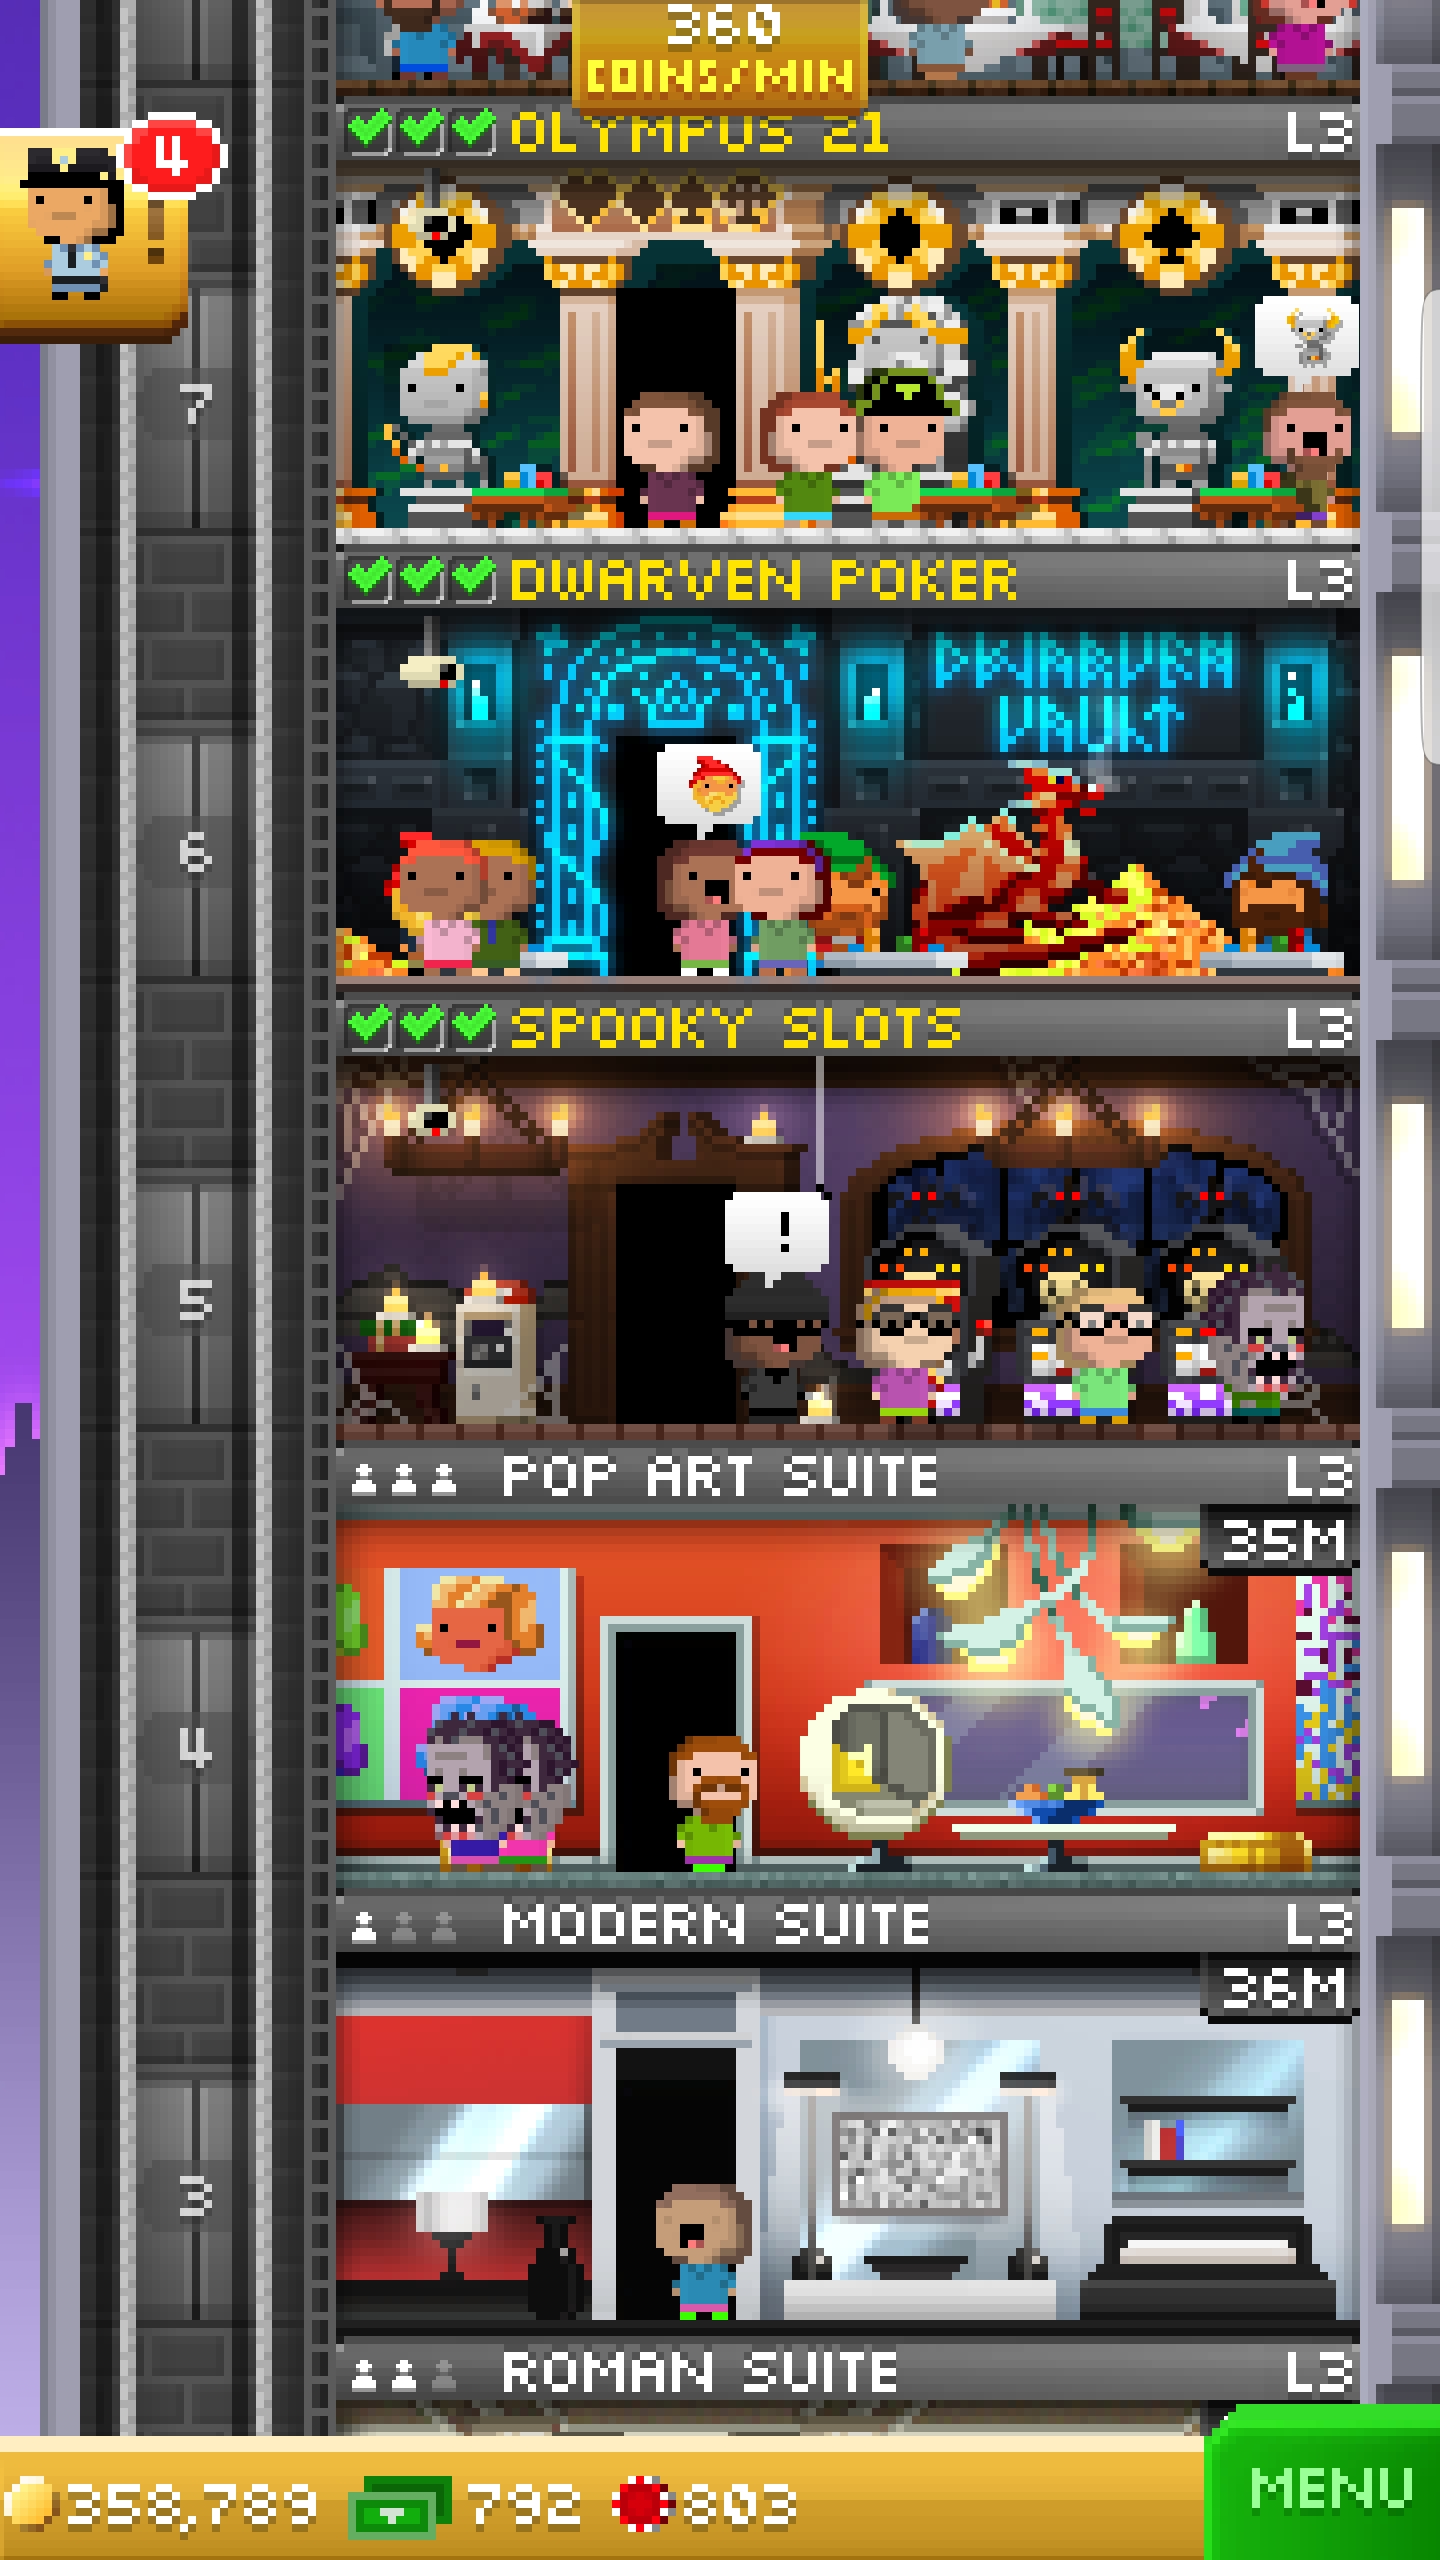 360
COINS/MIN
OLYMPUS 21 L3
4
!
7
DWARVEN POKER L3
DWARVEN
VAULT
6
SPOOKY SLOTS L3
!
5
POP ART SUITE L3
35M
4
MODERN SUITE L3
36M
3
ROMAN SUITE L3
358,789 792 803
MENU